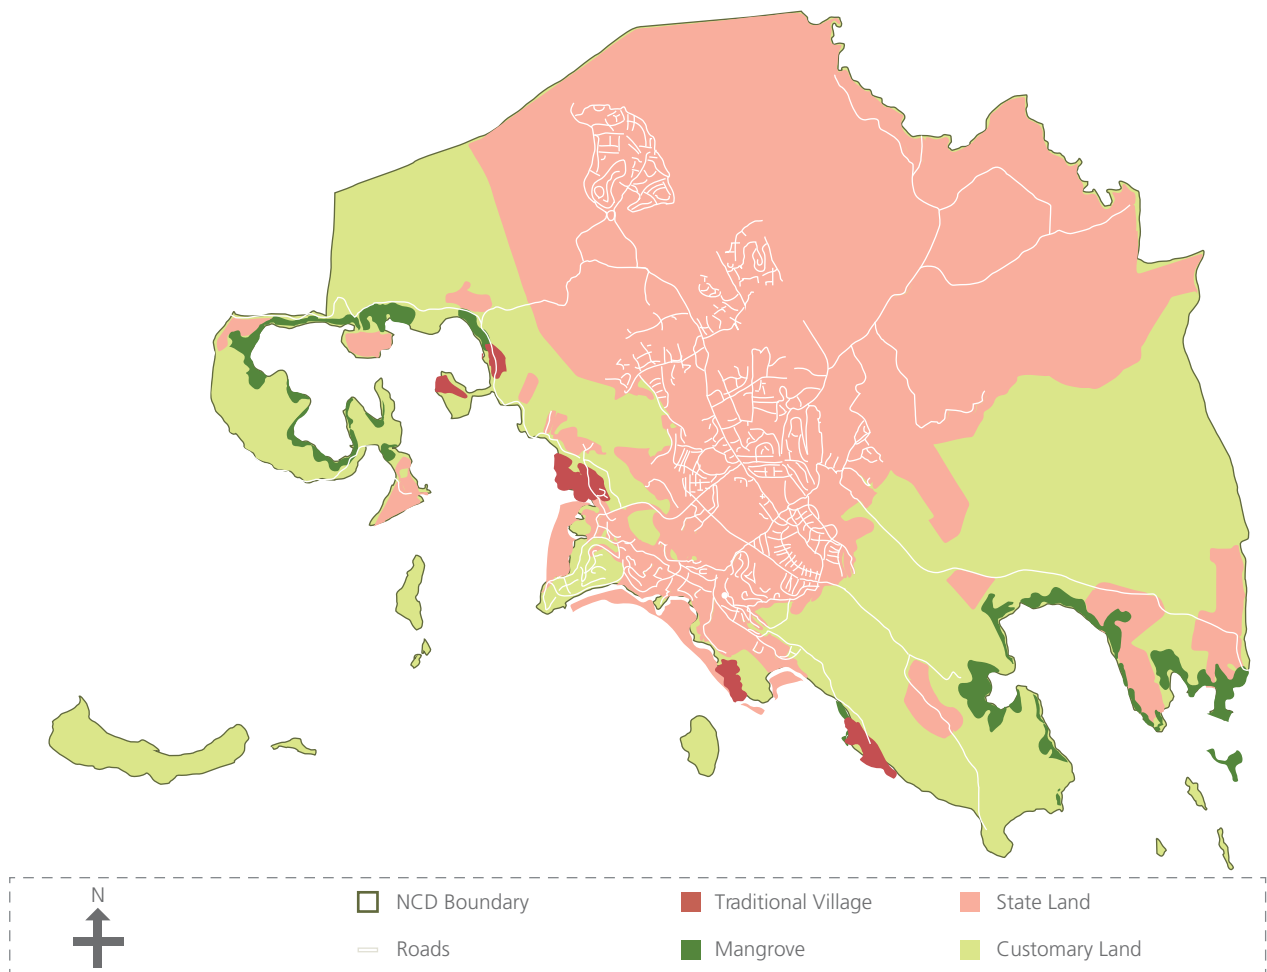 N
NCD Boundary
Traditional Village
State Land
Roads
Mangrove
Customary Land